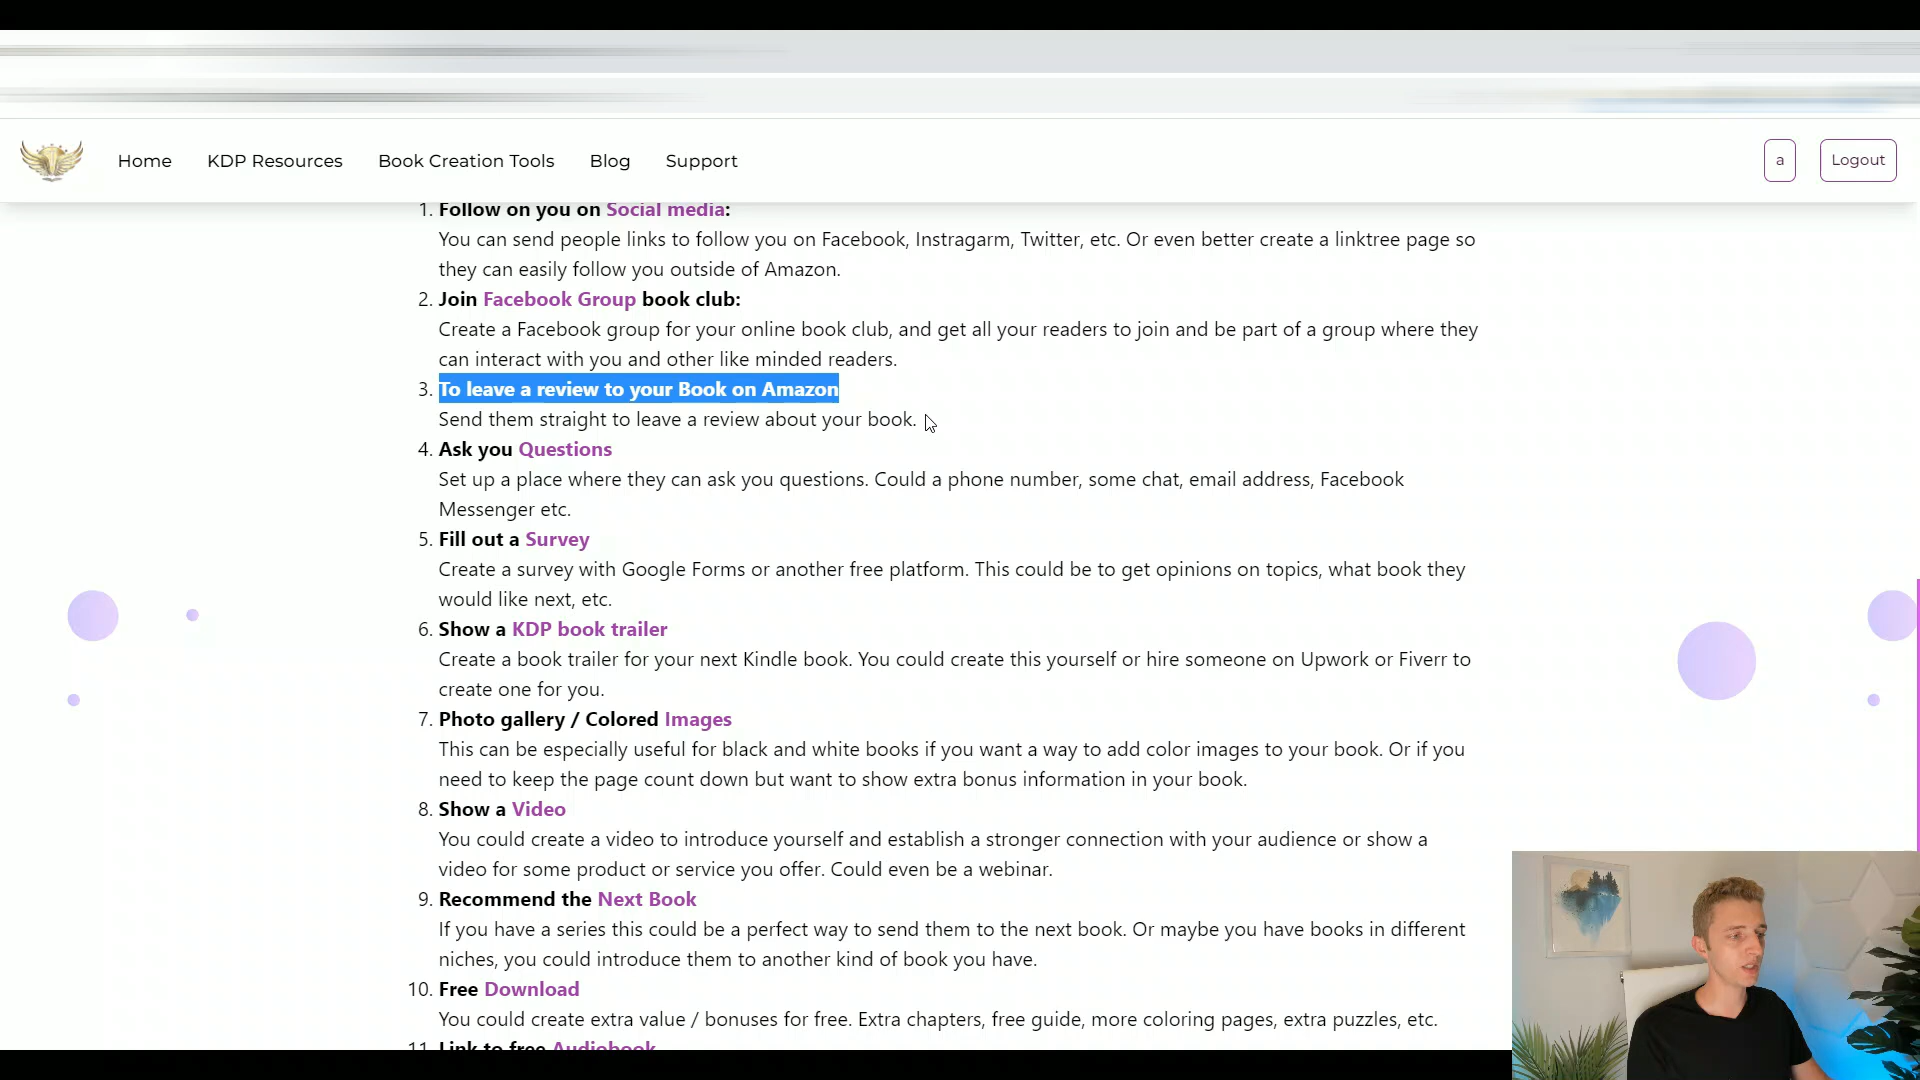 Home
KDP Resources
Book Creation Tools
Blog
Support
a
Logout
1. Follow on you on Social media:
You can send people links to follow you on Facebook, Instragarm, Twitter, etc. Or even better create a linktree page so
they can easily follow you outside of Amazon.
2. Join Facebook Group book club:
Create a Facebook group for your online book club, and get all your readers to join and be part of a group where they
can interact with you and other like minded readers.
3. To leave a review to your Book on Amazon
Send them straight to leave a review about your book.
4. Ask you Questions
Set up a place where they can ask you questions. Could a phone number, some chat, email address, Facebook
Messenger etc.
5. Fill out a Survey
Create a survey with Google Forms or another free platform. This could be to get opinions on topics, what book they
would like next, etc.
6. Show a KDP book trailer
Create a book trailer for your next Kindle book. You could create this yourself or hire someone on Upwork or Fiverr to
create one for you.
7. Photo gallery / Colored Images
This can be especially useful for black and white books if you want a way to add color images to your book. Or if you
need to keep the page count down but want to show extra bonus information in your book.
8. Show a Video
You could create a video to introduce yourself and establish a stronger connection with your audience or show a
video for some product or service you offer. Could even be a webinar.
9. Recommend the Next Book
If you have a series this could be a perfect way to send them to the next book. Or maybe you have books in different
niches, you could introduce them to another kind of book you have.
10. Free Download
You could create extra value / bonuses for free. Extra chapters, free guide, more coloring pages, extra puzzles, etc.
11. Link to free Audiobook